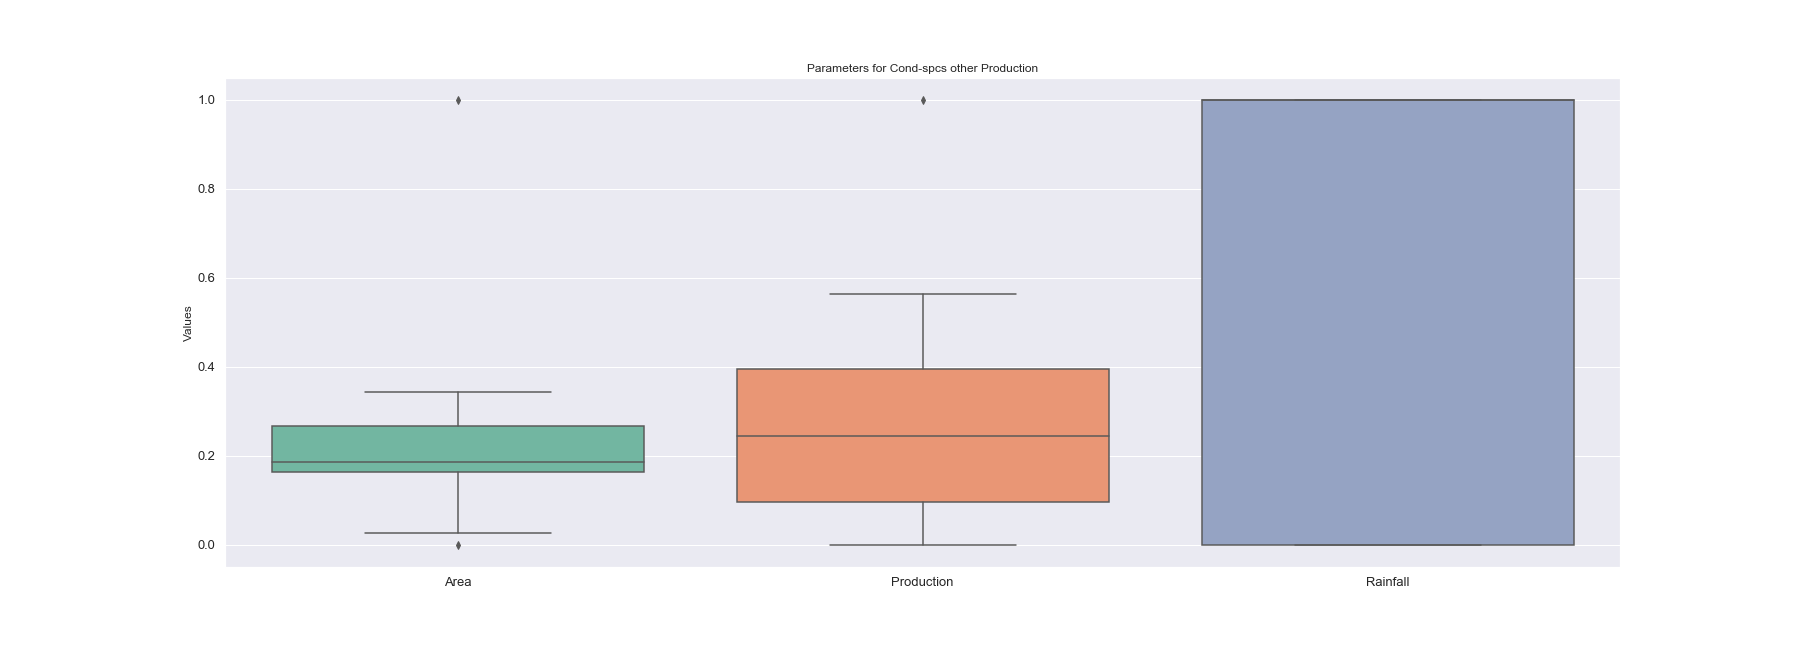 Parameters for Cond-spcs other Production
1.0
0.8
0.6
0.4
0.2
0.0
Values
Area
Production
Rainfall